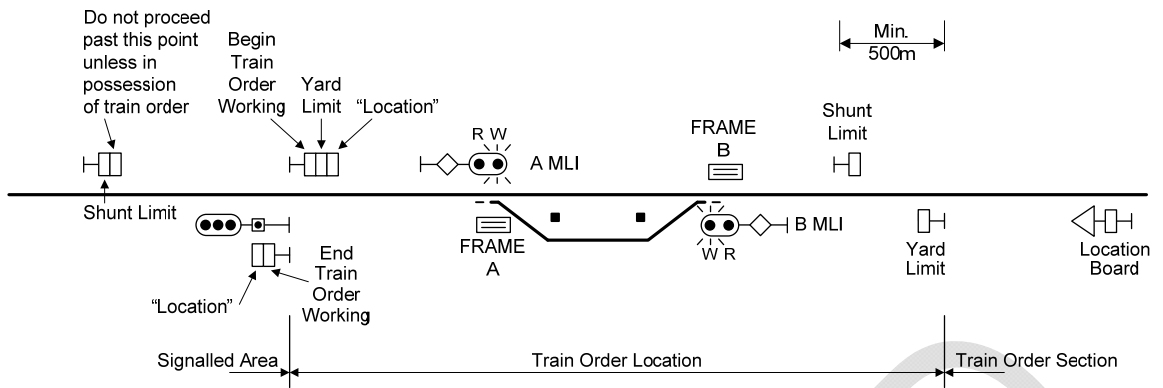 Do not proceed
past this point
unless in
possession
of train order
Begin
Train
Order
Working
Yard
Limit
“Location”
R W
A MLI
FRAME
B
Shunt
Limit
Min.
500m
Shunt Limit
“Location”
End
Train
Order
Working
FRAME
A
W R
B MLI
Yard
Limit
Location
Board
Signalled Area
Train Order Location
Train Order Section